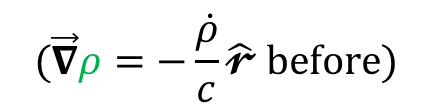 (∇⃗ρ = − ρ̇/c 𝓇̂ before)